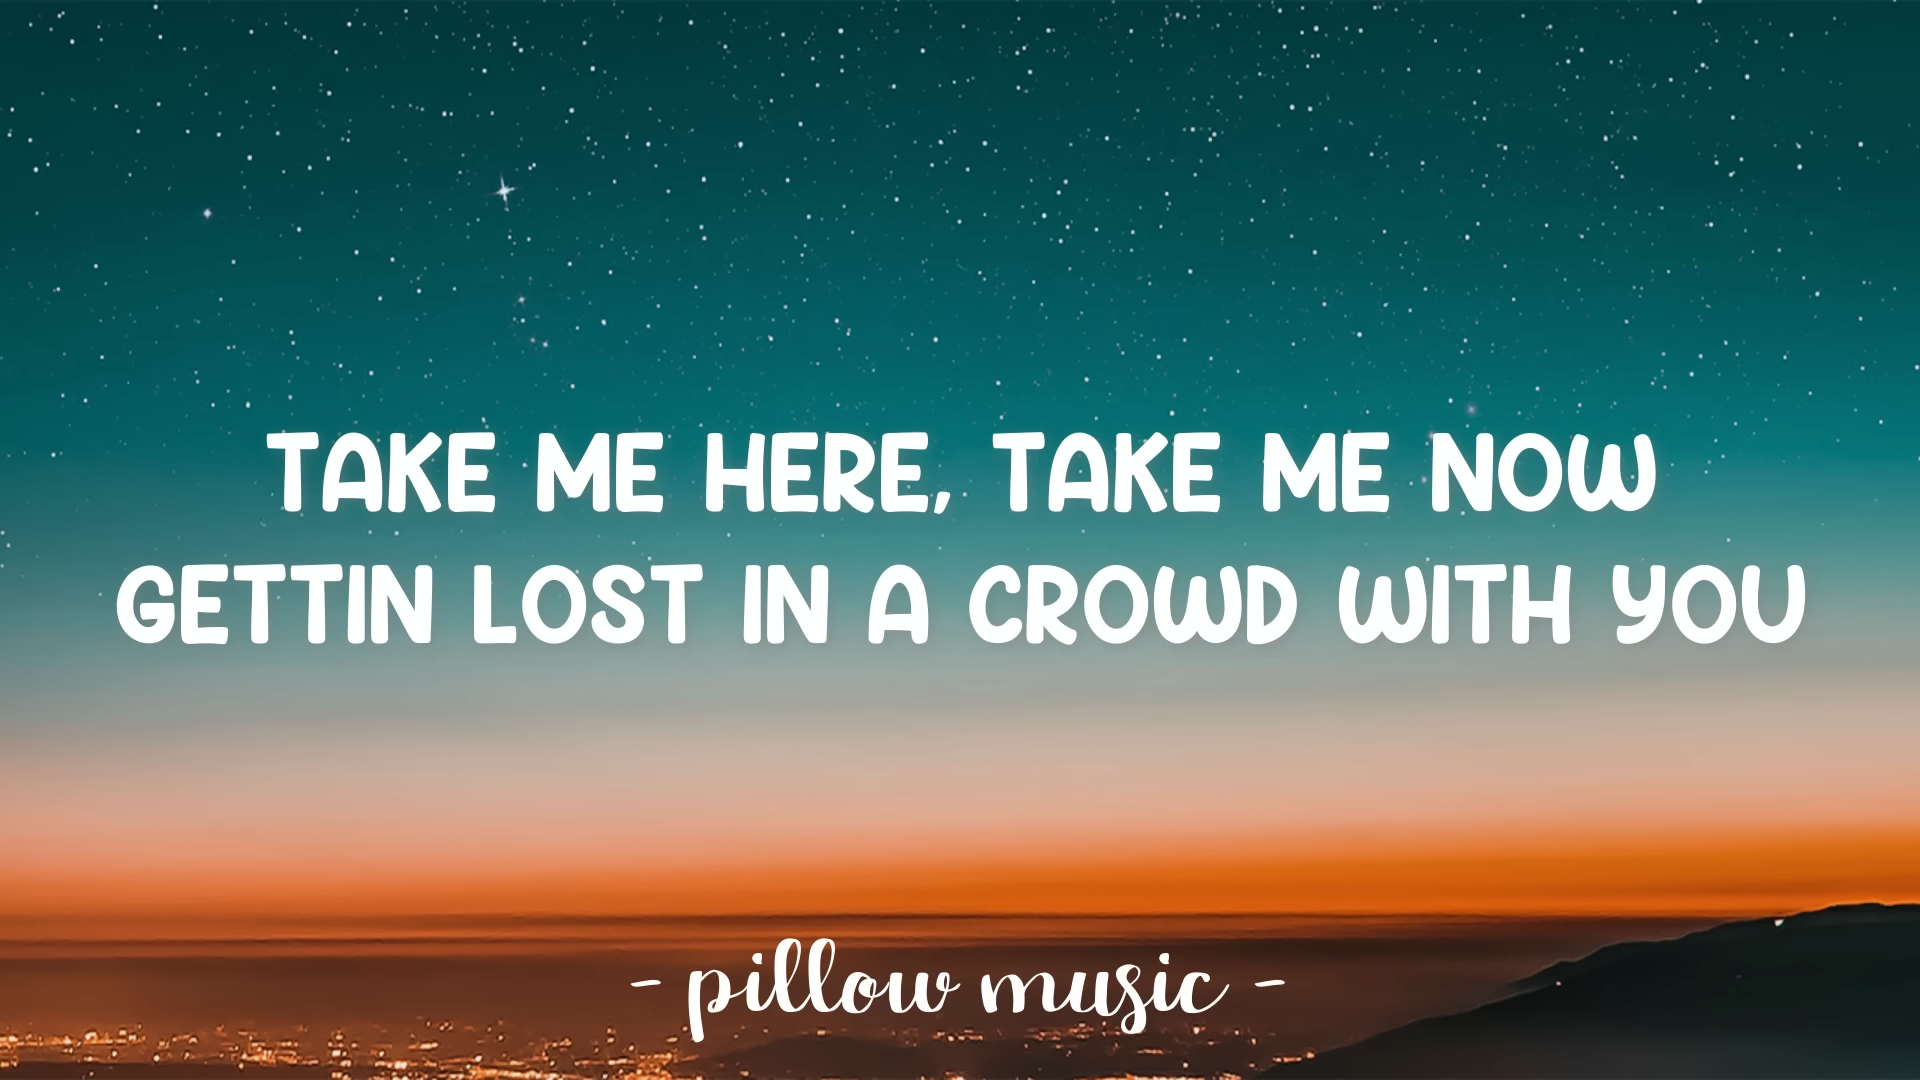 TAKE ME HERE, TAKE ME NOW
GETTIN LOST IN A CROWD WITH YOU
- pillow music -